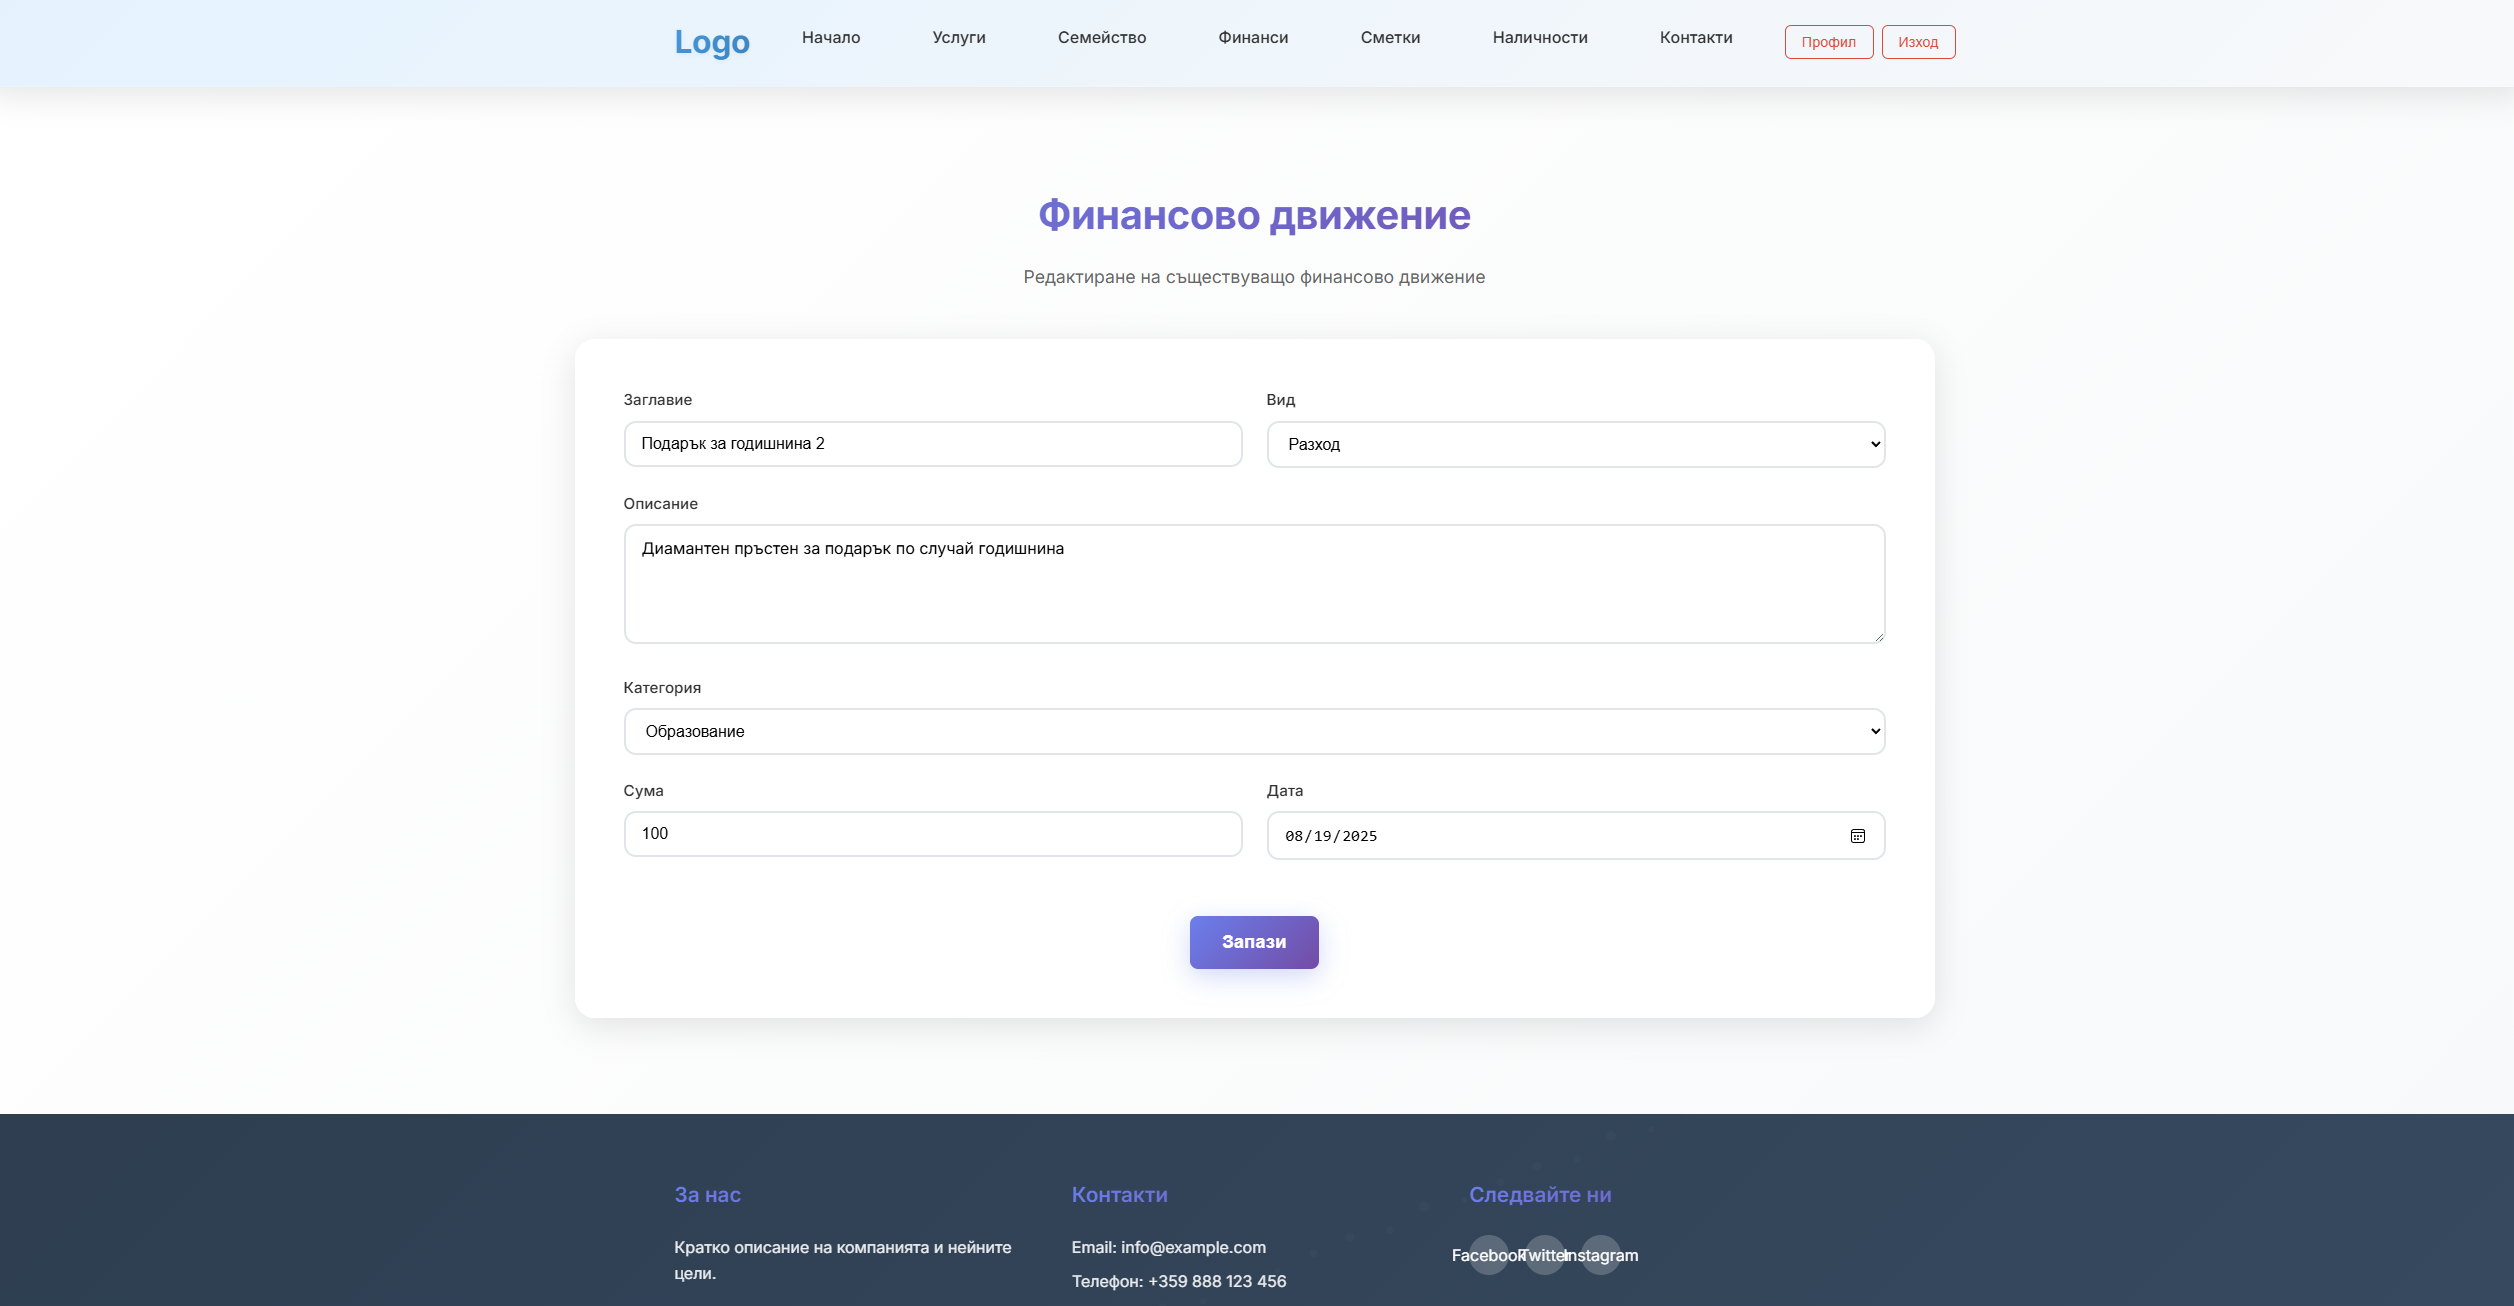 Logo
Начало
Услуги
Семейство
Финанси
Сметки
Наличности
Контакти
Профил
Изход
Финансово движение
Редактиране на съществуващо финансово движение
Заглавие
Вид
Подарък за годишнина 2
Разход
Описание
Диамантен пръстен за подарък по случай годишнина
Категория
Образование
Сума
Дата
100
08/19/2025
Запази
За нас
Кратко описание на компанията и нейните
цели.
Контакти
Email: info@example.com
Телефон: +359 888 123 456
Следвайте ни
Facebook
Twitter
Instagram